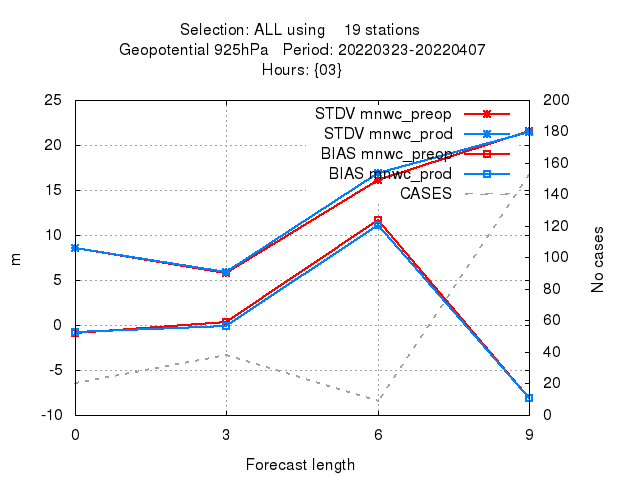 Selection: ALL using 19 stations
Geopotential 925hPa Period: 20220323-20220407
Hours: {03}
STDV mnwc_preop
STDV mnwc_prod
BIAS mnwc_preop
BIAS mnwc_prod
CASES
25
20
15
10
5
0
-5
-10
m
200
180
160
140
120
100
80
60
40
20
0
No cases
0 3 6 9
Forecast length